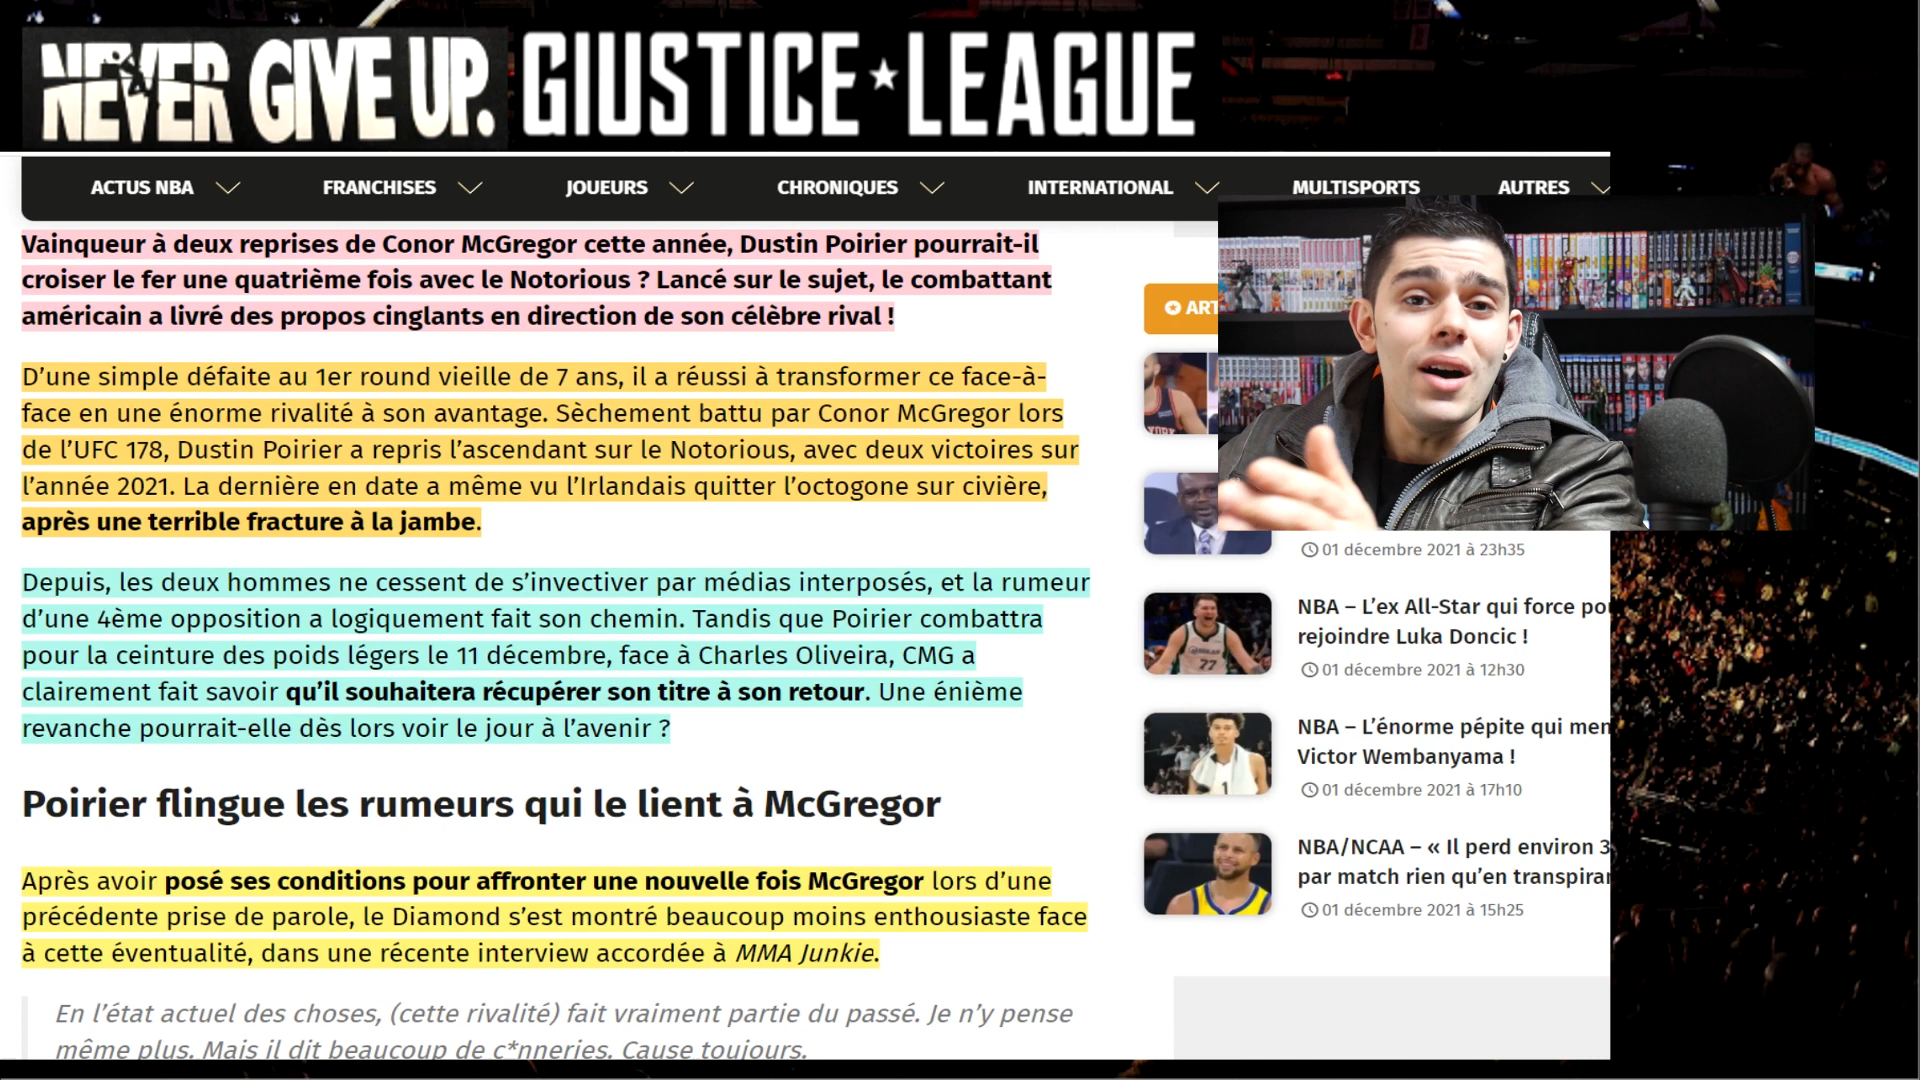 NEVER GIVE UP. GIUSTICE★LEAGUE
ACTUS NBA FRANCHISES JOUEURS CHRONIQUES INTERNATIONAL MULTISPORTS AUTRES
Vainqueur à deux reprises de Conor McGregor cette année, Dustin Poirier pourrait-il
croiser le fer une quatrième fois avec le Notorious ? Lancé sur le sujet, le combattant
américain a livré des propos cinglants en direction de son célèbre rival !
D’une simple défaite au 1er round vieille de 7 ans, il a réussi à transformer ce face-à-
face en une énorme rivalité à son avantage. Sèchement battu par Conor McGregor lors
de l’UFC 178, Dustin Poirier a repris l’ascendant sur le Notorious, avec deux victoires sur
l’année 2021. La dernière en date a même vu l’Irlandais quitter l’octogone sur civière,
après une terrible fracture à la jambe.
Depuis, les deux hommes ne cessent de s’invectiver par médias interposés, et la rumeur
d’une 4ème opposition a logiquement fait son chemin. Tandis que Poirier combattra
pour la ceinture des poids légers le 11 décembre, face à Charles Oliveira, CMG a
clairement fait savoir qu’il souhaitera récupérer son titre à son retour. Une énième
revanche pourrait-elle dès lors voir le jour à l’avenir ?
Poirier flingue les rumeurs qui le lient à McGregor
Après avoir posé ses conditions pour affronter une nouvelle fois McGregor lors d’une
précédente prise de parole, le Diamond s’est montré beaucoup moins enthousiaste face
à cette éventualité, dans une récente interview accordée à MMA Junkie.
En l’état actuel des choses, (cette rivalité) fait vraiment partie du passé. Je n’y pense
même plus. Mais il dit beaucoup de c*nneries. Cause toujours.
ART
01 décembre 2021 à 23h35
NBA – L’ex All-Star qui force pou
rejoindre Luka Doncic !
01 décembre 2021 à 12h30
NBA – L’énorme pépite qui men
Victor Wembanyama !
01 décembre 2021 à 17h10
NBA/NCAA – « Il perd environ 3
par match rien qu’en transpiran
01 décembre 2021 à 15h25